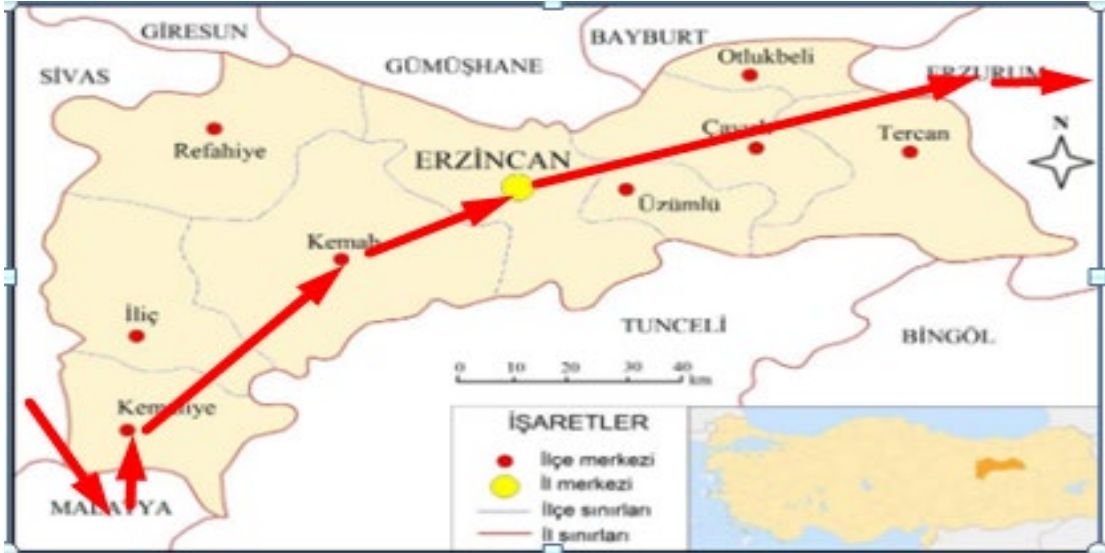 GİRESUN
BAYBURT
Otlukbeli
SİVAS
GÜMÜŞHANE
ERZURUM
Refahiye
Tercan
N
ERZİNCAN
Üzümlü
Kemah
İliç
TUNCELİ
BİNGÖL
0 10 20 30 40
km
MALATYA
İŞARETLER
İlçe merkezi
İl merkezi
İlçe sınırları
İl sınırları